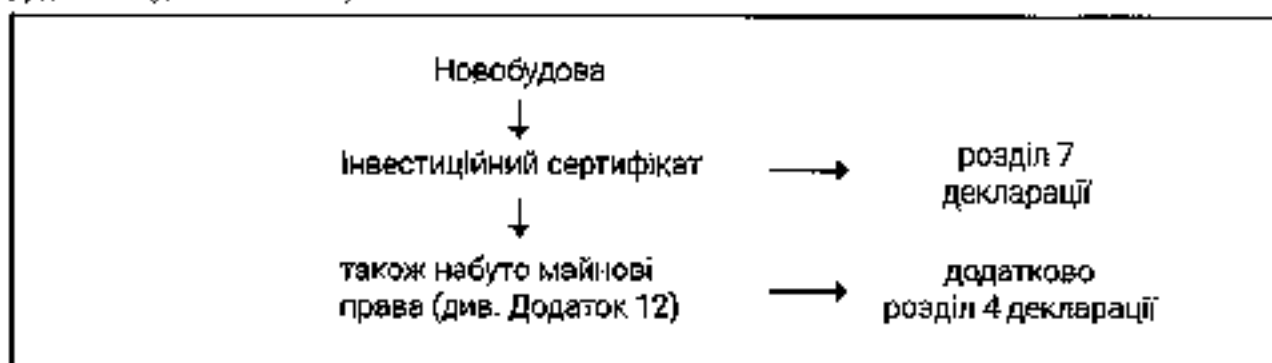 Новобудова
інвестиційний сертифікат
розділ 7
декларації
також набуто майнові
права (див. Додаток 12)
додатково
розділ 4 декларації